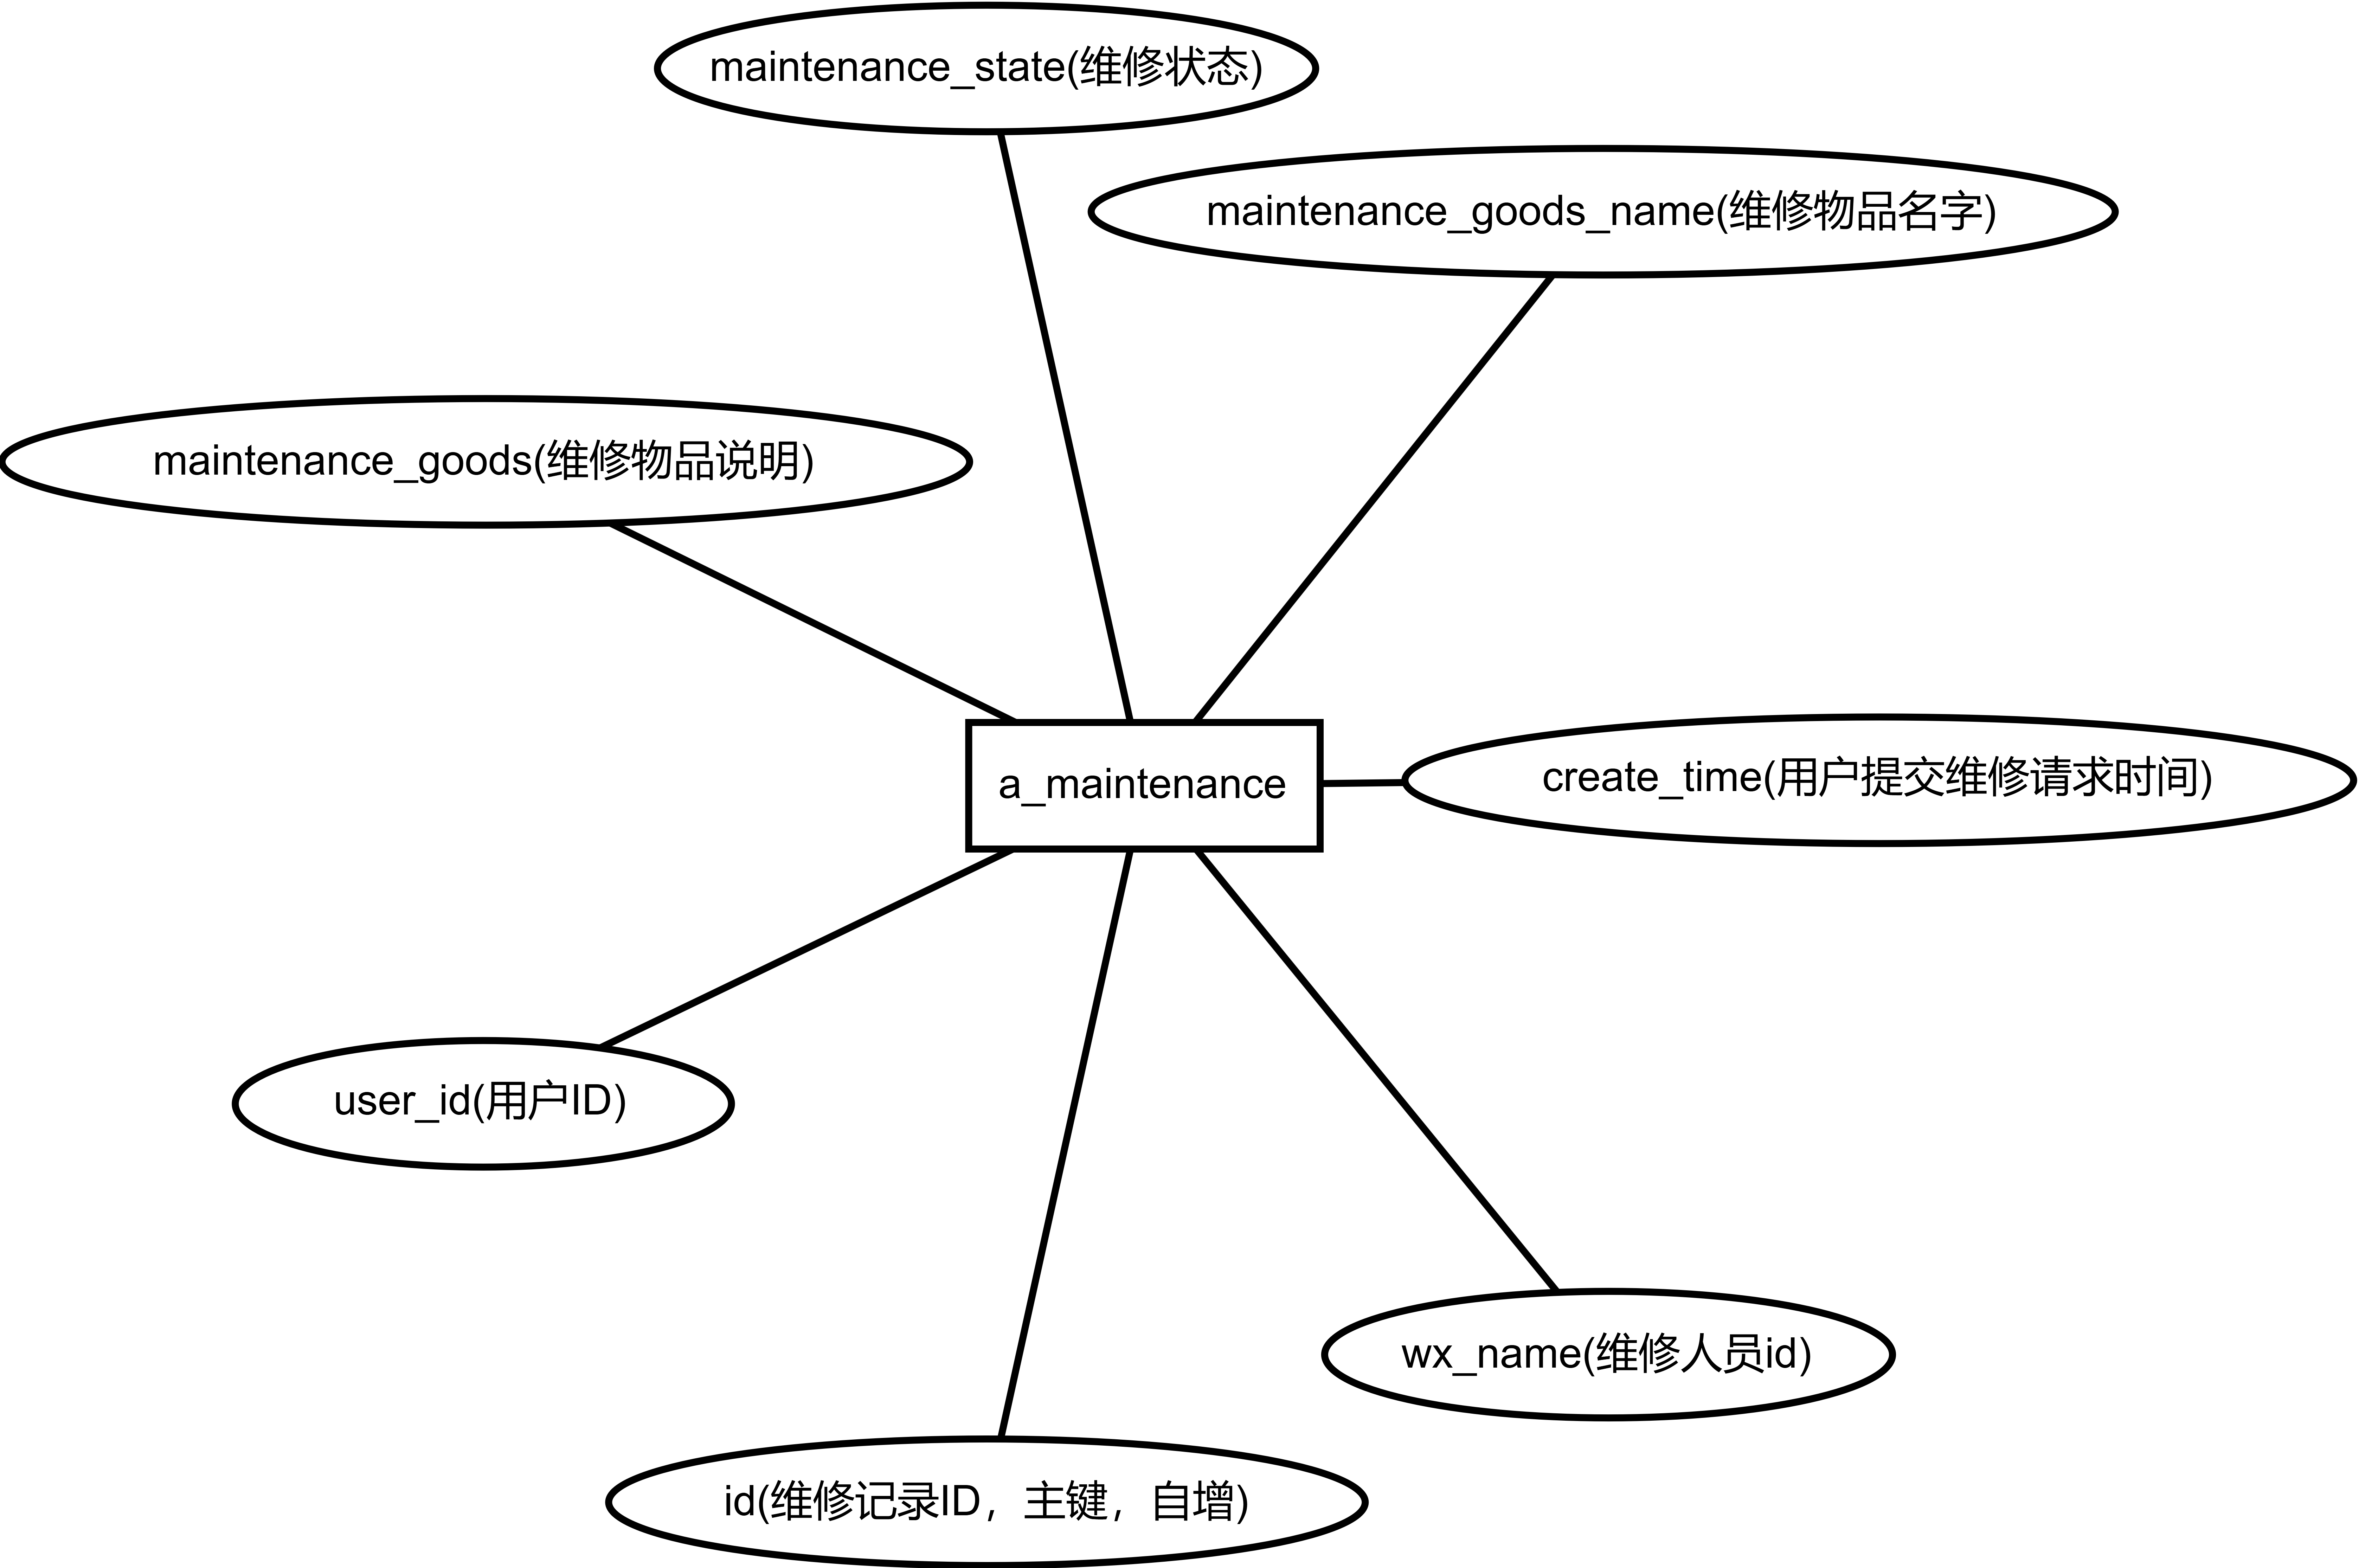 maintenance_state(维修状态)
maintenance_goods_name(维修物品名字)
maintenance_goods(维修物品说明)
a_maintenance
create_time(用户提交维修请求时间)
user_id(用户ID)
wx_name(维修人员id)
id(维修记录ID，主键，自增)